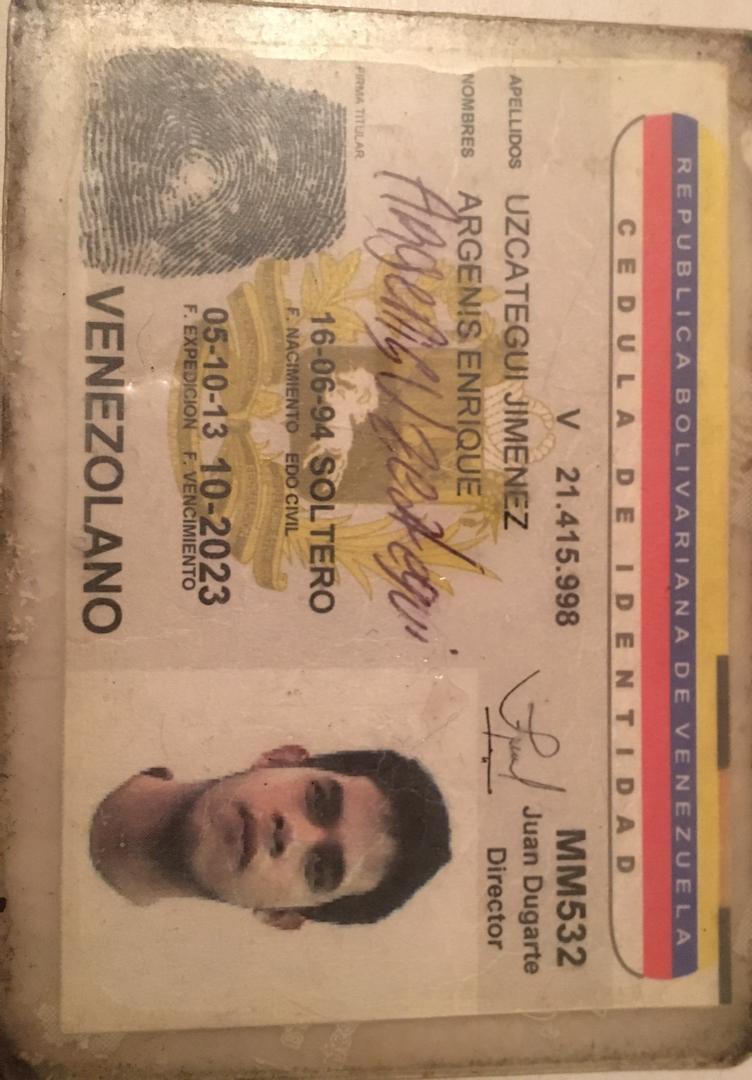 REPUBLICA BOLIVARIANA DE VENEZUELA
CEDULA DE IDENTIDAD
V 21.415.998
MM532
Juan Dugarte
Director
APELLIDOS UZCATEGUI JIMENEZ
NOMBRES ARGENIS ENRIQUE
FIRMA TITULAR
Argenis Uzcategui
16-06-94 SOLTERO
F. NACIMIENTO EDO CIVIL
05-10-13 10-2023
F. EXPEDICION F. VENCIMIENTO
VENEZOLANO